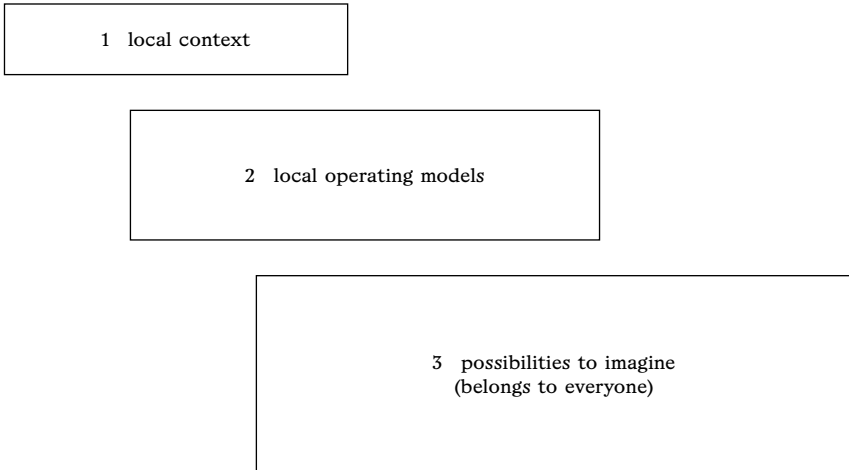 1 local context
2 local operating models
3 possibilities to imagine
(belongs to everyone)